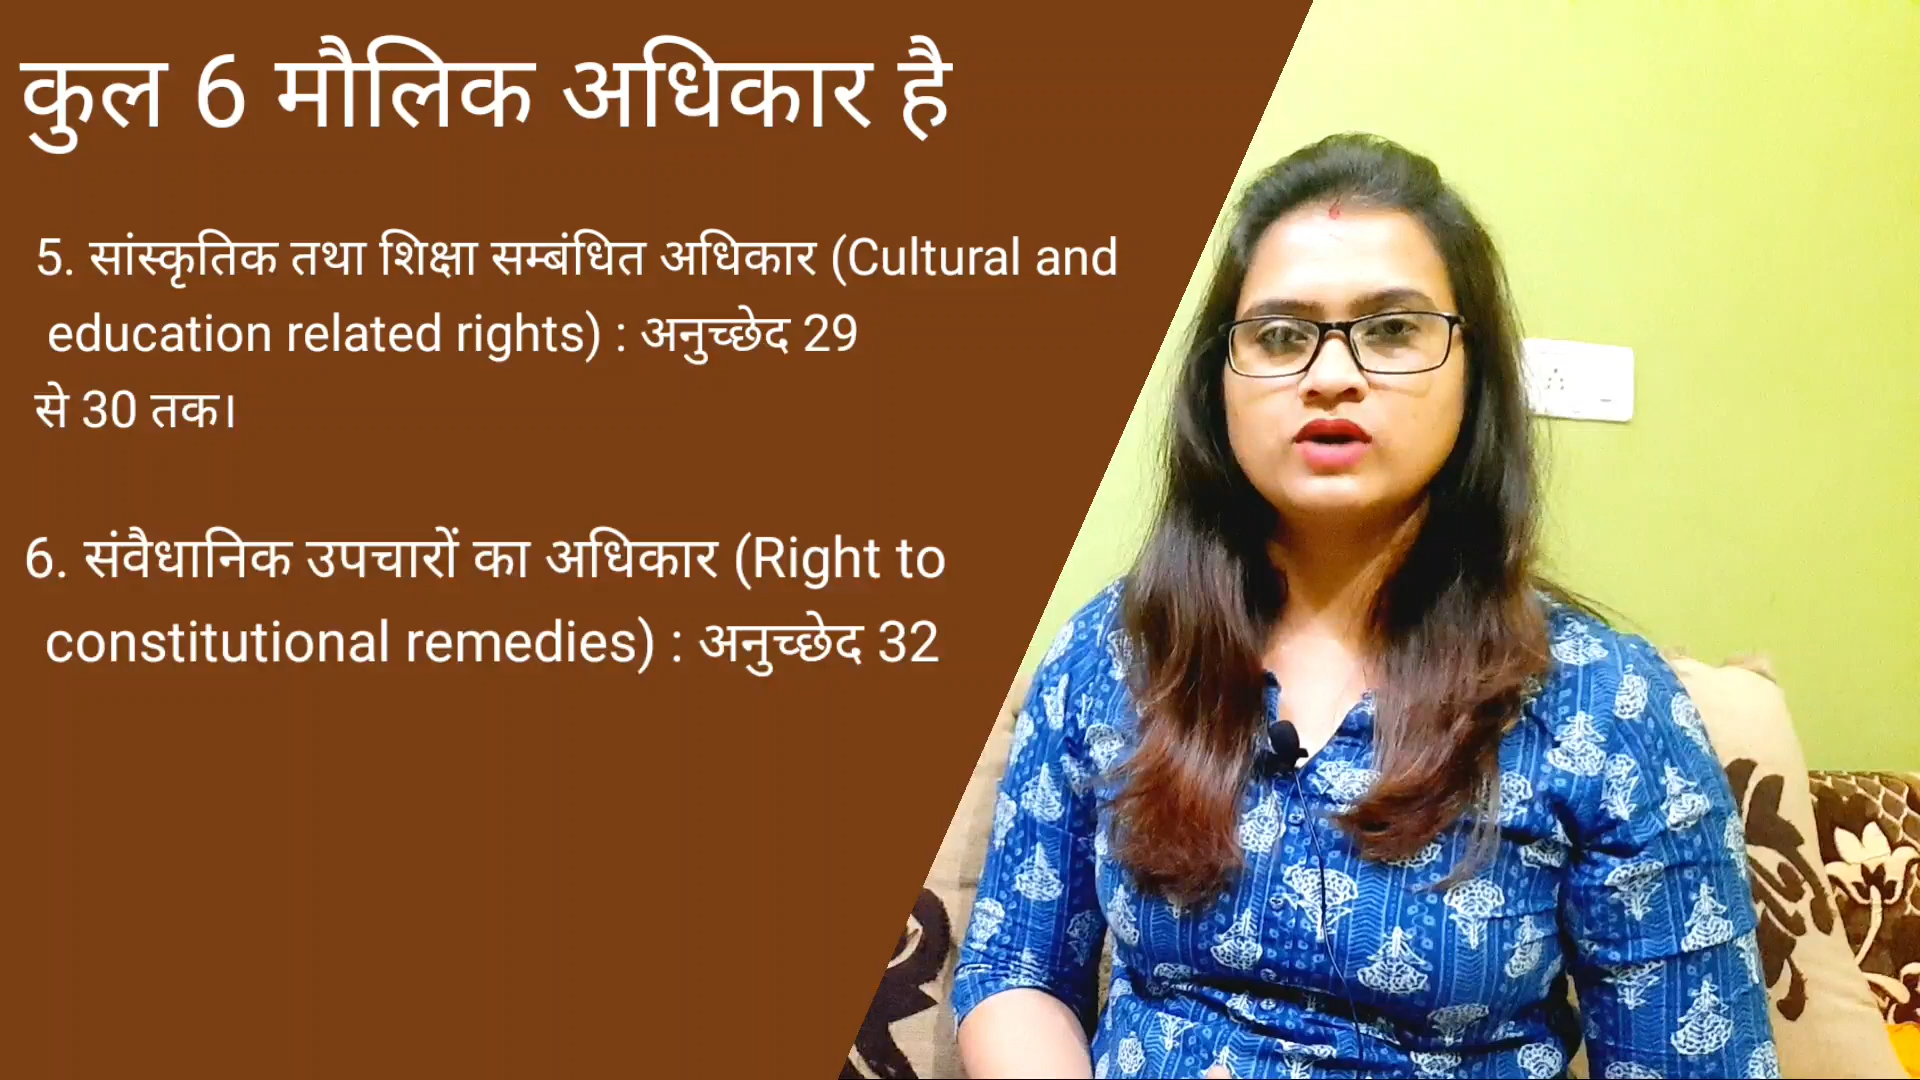 कुल 6 मौलिक अधिकार है
5. सांस्कृतिक तथा शिक्षा सम्बंधित अधिकार (Cultural and
education related rights) : अनुच्छेद 29
से 30 तक।
6. संवैधानिक उपचारों का अधिकार (Right to
constitutional remedies) : अनुच्छेद 32